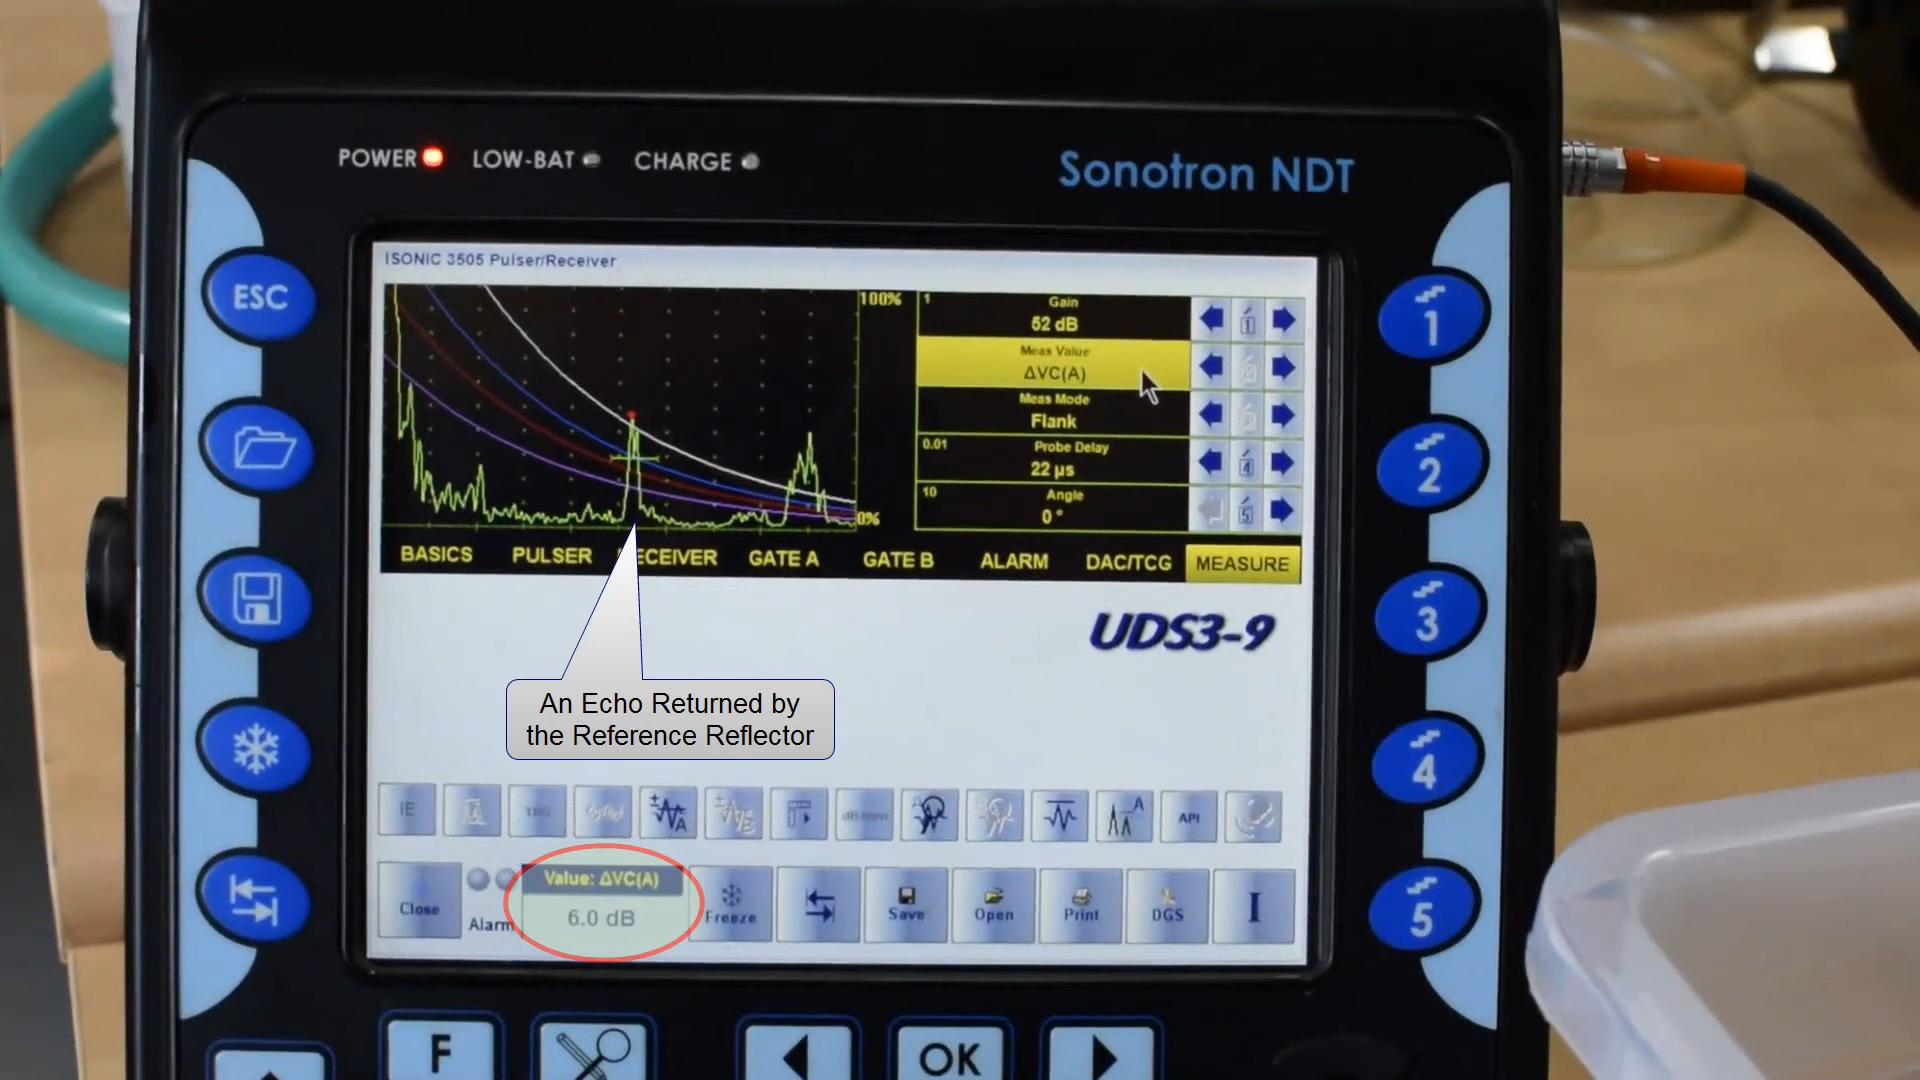 POWER LOW-BAT CHARGE
Sonotron NDT
ISONIC 3505 Pulser/Receiver
100%
0%
1 Gain
52 dB
Meas Value
ΔVC(A)
Meas Mode
Flank
0.01 Probe Delay
22 µs
10 Angle
0 °
1
4
5
BASICS PULSER ECEIVER GATE A GATE B ALARM DAC/TCG MEASURE
UDS3-9
An Echo Returned by
the Reference Reflector
IE
API
Close
Alarm
Value: ΔVC(A)
6.0 dB
Freeze
Save
Open
Print
DGS
I
ESC
1
2
3
4
5
F
OK